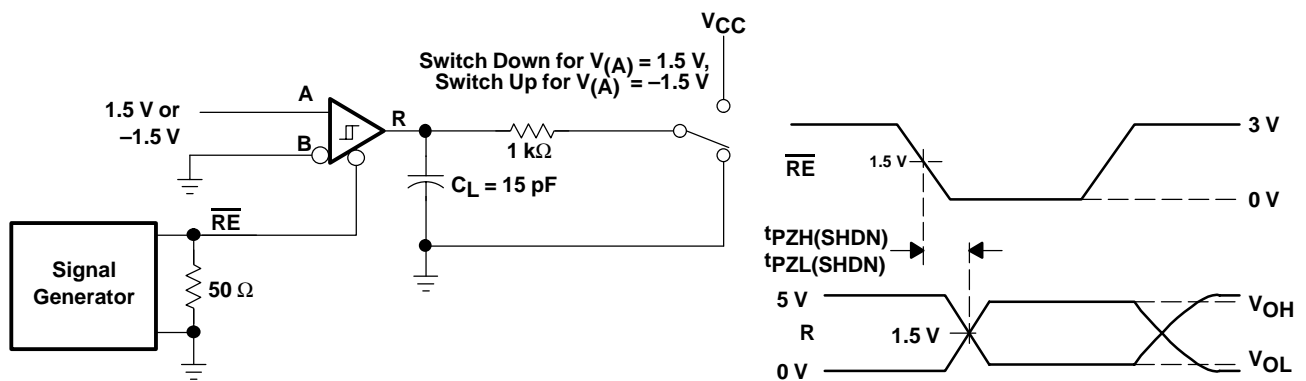 VCC
Switch Down for V(A) = 1.5 V,
Switch Up for V(A) = –1.5 V
A
1.5 V or
–1.5 V
R
B
1 kΩ
CL = 15 pF
RE
Signal
Generator
50 Ω
3 V
1.5 V
RE
0 V
tPZH(SHDN)
tPZL(SHDN)
5 V
VOH
R
1.5 V
0 V
VOL